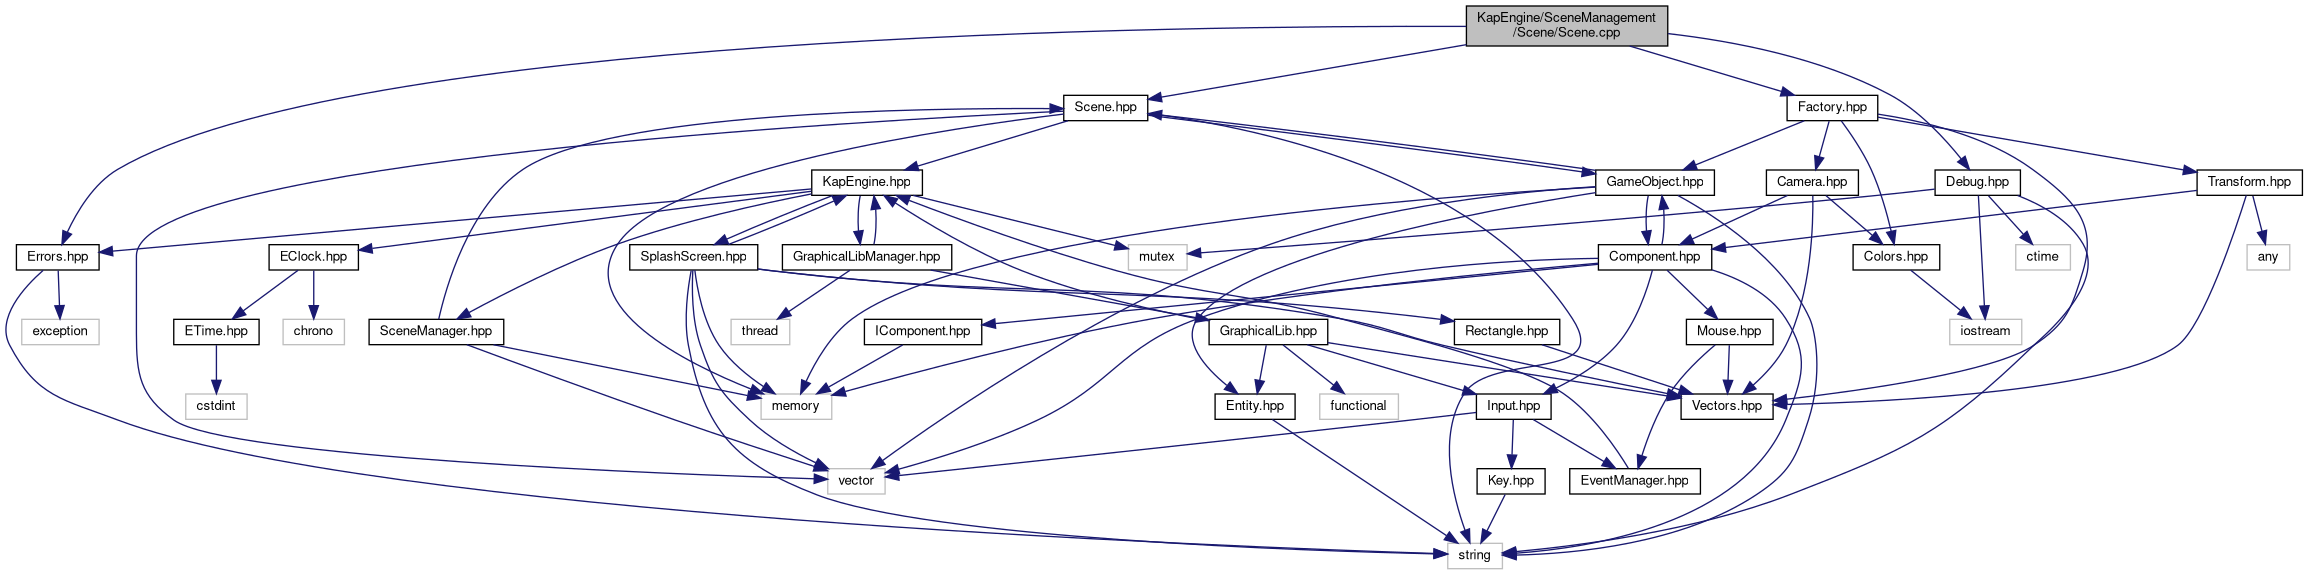 KapEngine/SceneManagement
/Scene/Scene.cpp
Scene.hpp
Factory.hpp
KapEngine.hpp
GameObject.hpp
Camera.hpp
Debug.hpp
Transform.hpp
Errors.hpp
EClock.hpp
SplashScreen.hpp
GraphicalLibManager.hpp
mutex
Component.hpp
Colors.hpp
ctime
any
exception
ETime.hpp
chrono
SceneManager.hpp
thread
IComponent.hpp
GraphicalLib.hpp
Rectangle.hpp
Mouse.hpp
iostream
cstdint
memory
Entity.hpp
functional
Input.hpp
Vectors.hpp
vector
Key.hpp
EventManager.hpp
string